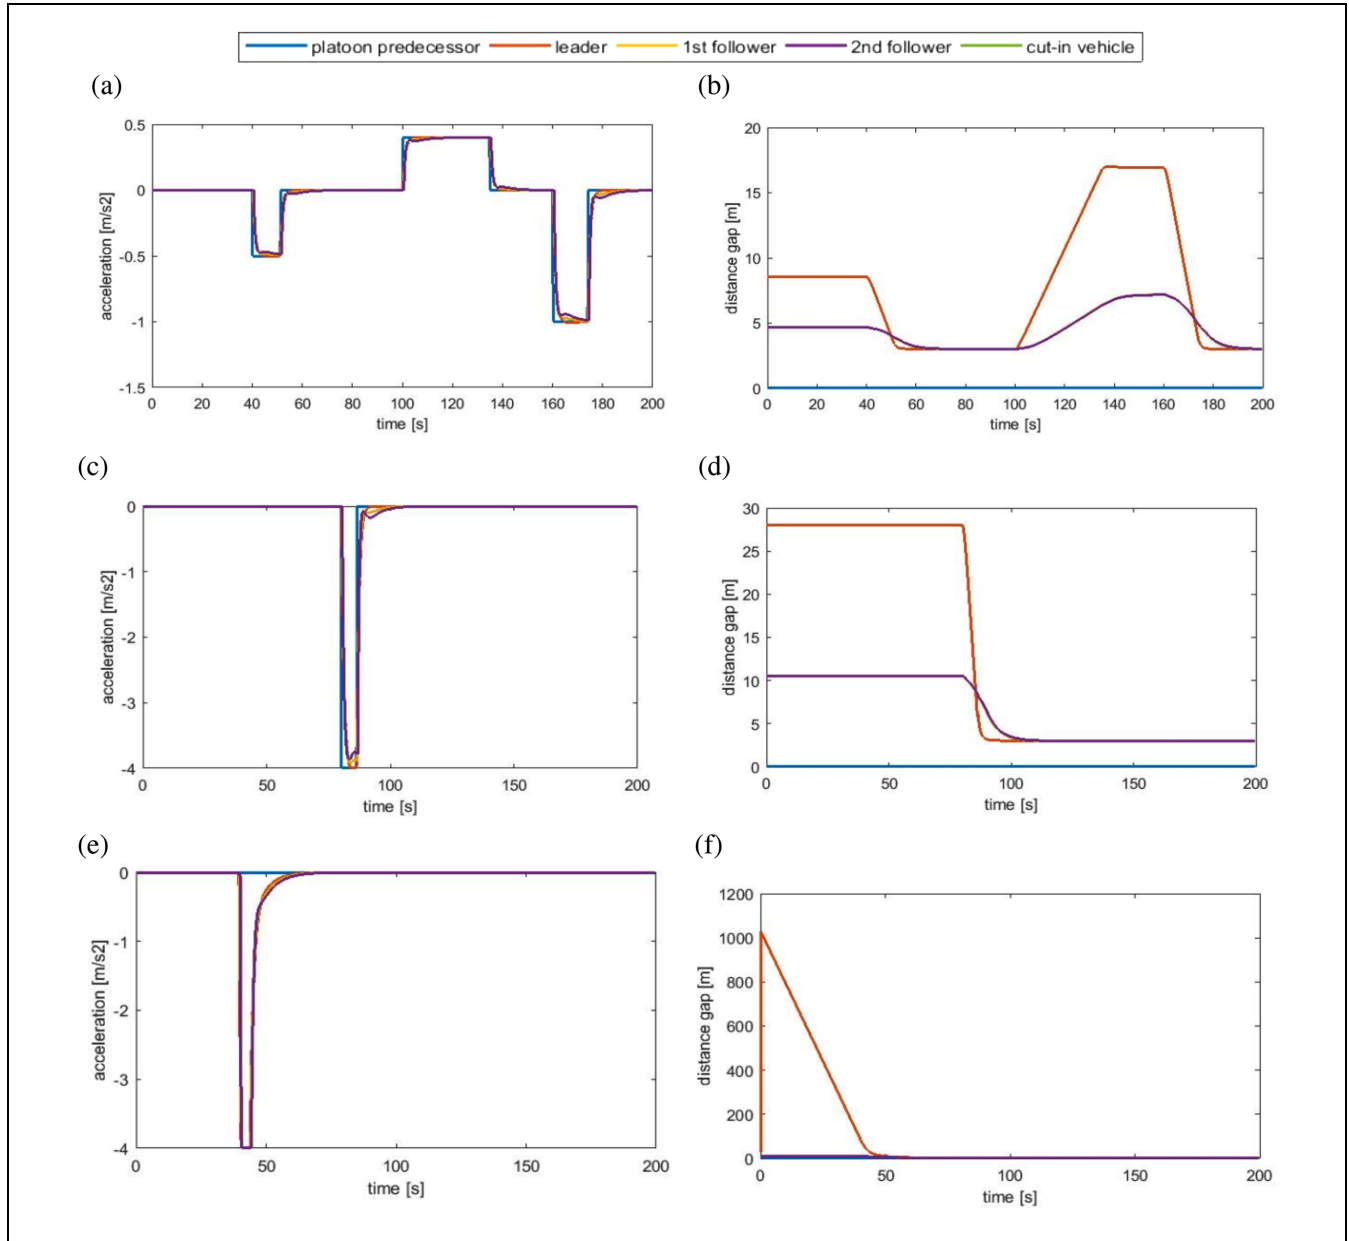 platoon predecessor leader 1st follower 2nd follower cut-in vehicle
(a) (b)
0.5
0
-0.5
-1
-1.5
acceleration [m/s2]
0 20 40 60 80 100 120 140 160 180 200
time [s]
20
15
10
5
0
distance gap [m]
0 20 40 60 80 100 120 140 160 180 200
time [s]
(c) (d)
0
-1
-2
-3
-4
acceleration [m/s2]
0 50 100 150 200
time [s]
30
25
20
15
10
5
0
distance gap [m]
0 50 100 150 200
time [s]
(e) (f)
0
-1
-2
-3
-4
acceleration [m/s2]
0 50 100 150 200
time [s]
1200
1000
800
600
400
200
0
distance gap [m]
0 50 100 150 200
time [s]